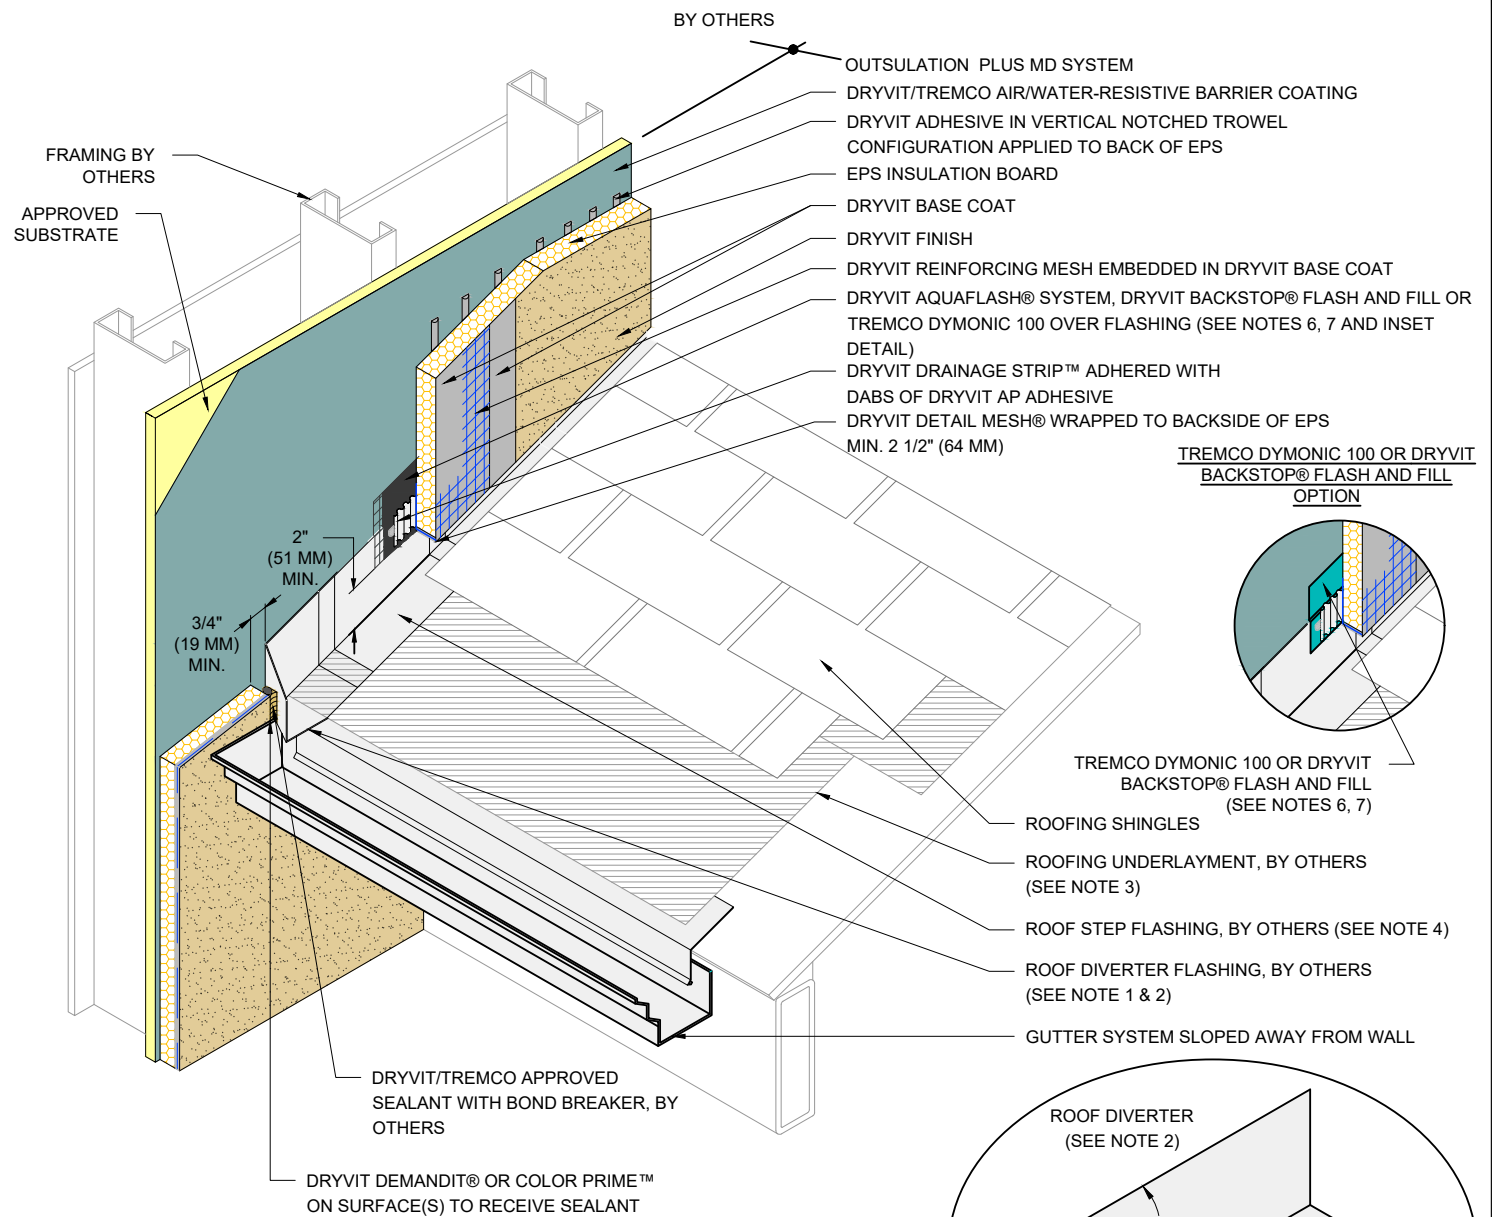 BY OTHERS
OUTSULATION PLUS MD SYSTEM
DRYVIT/TREMCO AIR/WATER-RESISTIVE BARRIER COATING
DRYVIT ADHESIVE IN VERTICAL NOTCHED TROWEL
CONFIGURATION APPLIED TO BACK OF EPS
EPS INSULATION BOARD
DRYVIT BASE COAT
DRYVIT FINISH
DRYVIT REINFORCING MESH EMBEDDED IN DRYVIT BASE COAT
DRYVIT AQUAFLASH® SYSTEM, DRYVIT BACKSTOP® FLASH AND FILL OR
TREMCO DYMONIC 100 OVER FLASHING (SEE NOTES 6, 7 AND INSET
DETAIL)
DRYVIT DRAINAGE STRIP™ ADHERED WITH
DABS OF DRYVIT AP ADHESIVE
DRYVIT DETAIL MESH® WRAPPED TO BACKSIDE OF EPS
MIN. 2 1/2" (64 MM)
FRAMING BY
OTHERS
APPROVED
SUBSTRATE
TREMCO DYMONIC 100 OR DRYVIT
BACKSTOP® FLASH AND FILL
OPTION
2"
(51 MM)
MIN.
3/4"
(19 MM)
MIN.
TREMCO DYMONIC 100 OR DRYVIT
BACKSTOP® FLASH AND FILL
(SEE NOTES 6, 7)
ROOFING SHINGLES
ROOFING UNDERLAYMENT, BY OTHERS
(SEE NOTE 3)
ROOF STEP FLASHING, BY OTHERS (SEE NOTE 4)
ROOF DIVERTER FLASHING, BY OTHERS
(SEE NOTE 1 & 2)
GUTTER SYSTEM SLOPED AWAY FROM WALL
DRYVIT/TREMCO APPROVED
SEALANT WITH BOND BREAKER, BY
OTHERS
DRYVIT DEMANDIT® OR COLOR PRIME™
ON SURFACE(S) TO RECEIVE SEALANT
ROOF DIVERTER
(SEE NOTE 2)